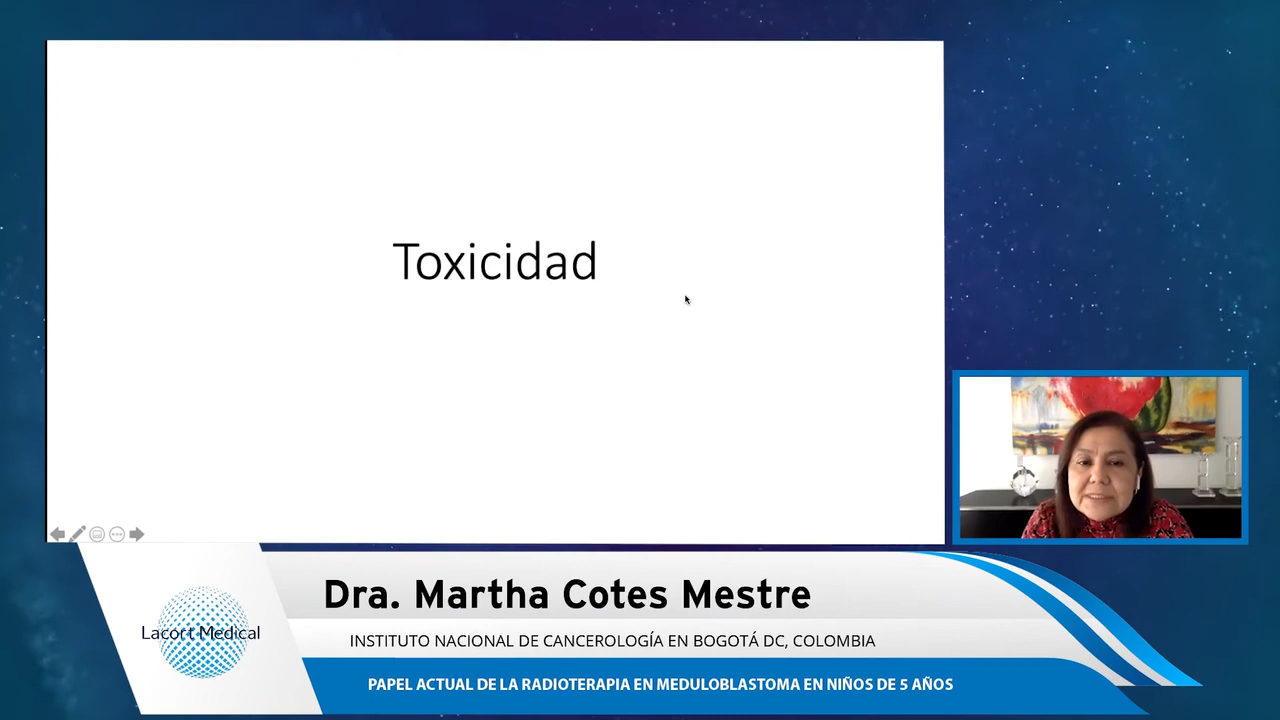 Toxicidad
Dra. Martha Cotes Mestre
Lacort Medical
INSTITUTO NACIONAL DE CANCEROLOGÍA EN BOGOTÁ DC, COLOMBIA
PAPEL ACTUAL DE LA RADIOTERAPIA EN MEDULOBLASTOMA EN NIÑOS DE 5 AÑOS